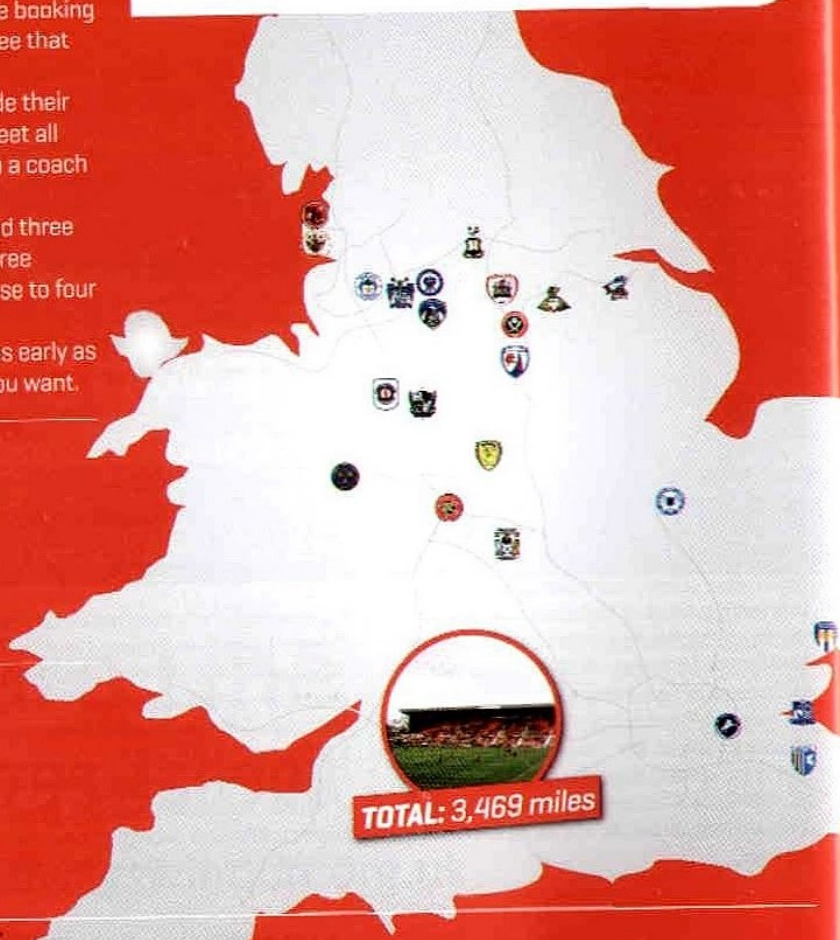 e booking
ee that
de their
eet all
a coach
d three
ree
se to four
s early as
ou want.
TOTAL: 3,469 miles